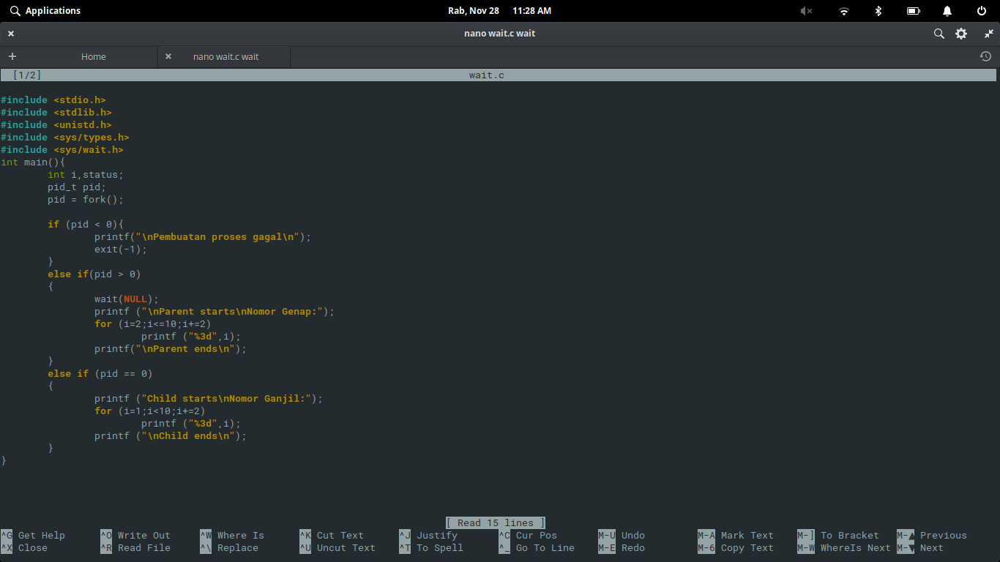 Applications
Rab, Nov 28 11:28 AM
nano wait.c wait
Home
nano wait.c wait
[1/2] wait.c
#include <stdio.h>
#include <stdlib.h>
#include <unistd.h>
#include <sys/types.h>
#include <sys/wait.h>
int main(){
        int i,status;
        pid_t pid;
        pid = fork();
        if (pid < 0){
                printf("\nPembuatan proses gagal\n");
                exit(-1);
        }
        else if(pid > 0)
        {
                wait(NULL);
                printf ("\nParent starts\nNomor Genap:");
                for (i=2;i<=10;i+=2)
                        printf ("%3d",i);
                printf("\nParent ends\n");
        }
        else if (pid == 0)
        {
                printf ("Child starts\nNomor Ganjil:");
                for (i=1;i<10;i+=2)
                        printf ("%3d",i);
                printf ("\nChild ends\n");
        }
}
[ Read 15 lines ]
^G Get Help ^O Write Out ^W Where Is ^K Cut Text ^J Justify ^C Cur Pos M-U Undo M-A Mark Text M-] To Bracket M-▲ Previous
^X Close ^R Read File ^\ Replace ^U Uncut Text ^T To Spell ^_ Go To Line M-E Redo M-6 Copy Text M-W WhereIs Next M-▼ Next